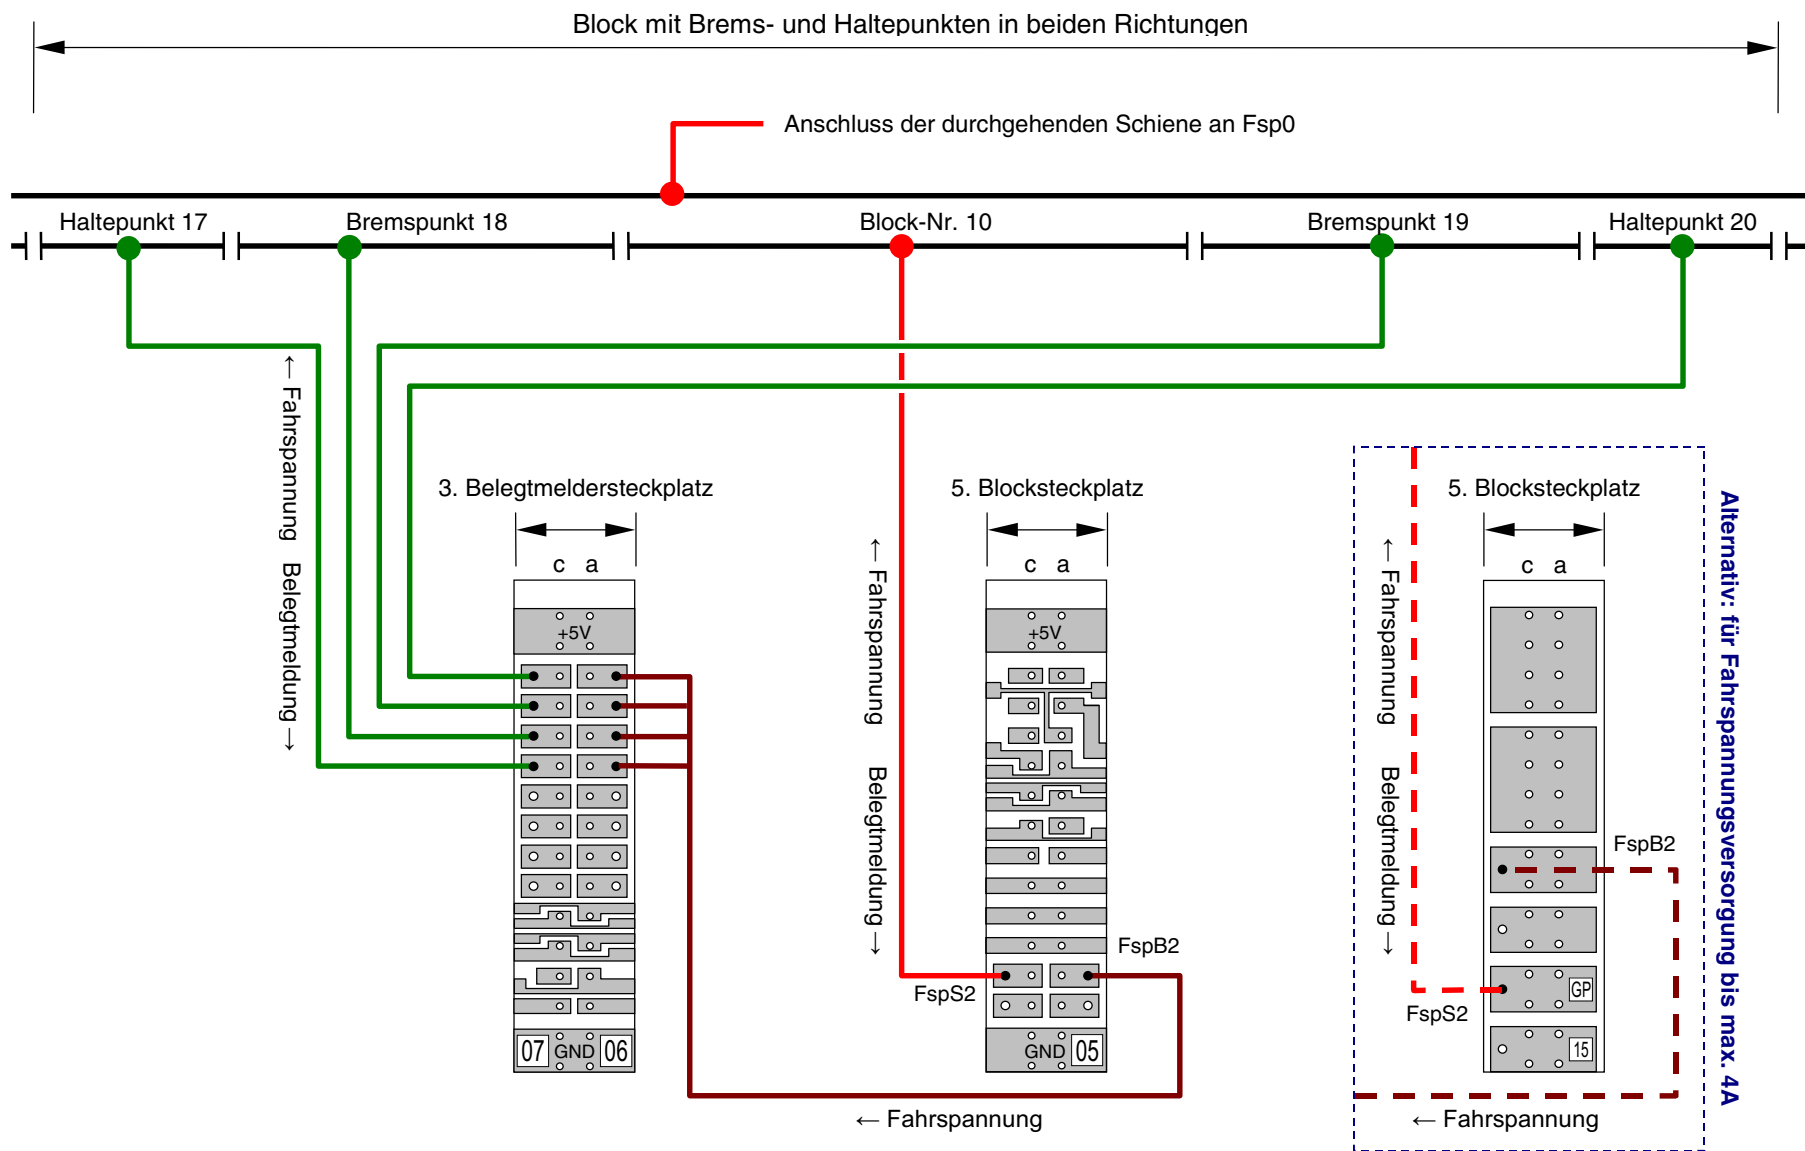 Block mit Brems- und Haltepunkten in beiden Richtungen
Anschluss der durchgehenden Schiene an Fsp0
Haltepunkt 17
Bremspunkt 18
Block-Nr. 10
Bremspunkt 19
Haltepunkt 20
← Fahrspannung
Belegtmeldung →
3. Belegtmeldersteckplatz
c a
+5V
07 GND 06
5. Blocksteckplatz
← Fahrspannung
Belegtmeldung →
c a
+5V
FspB2
FspS2
GND 05
← Fahrspannung
5. Blocksteckplatz
← Fahrspannung
Belegtmeldung →
c a
FspB2
FspS2
GP
15
← Fahrspannung
Alternativ: für Fahrspannungsversorgung bis max. 4A